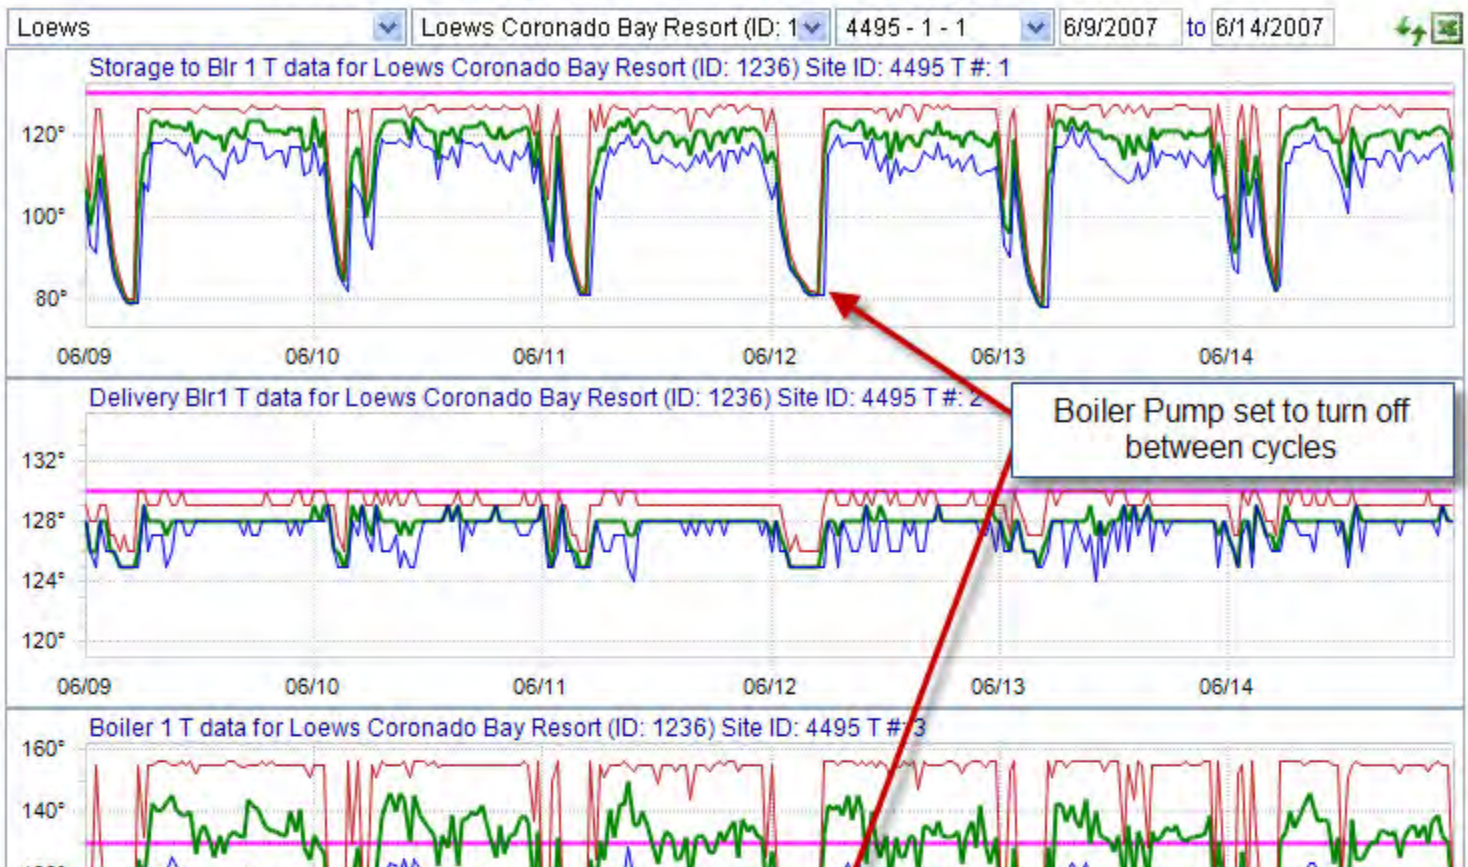 Loews Loews Coronado Bay Resort (ID: 1 4495 - 1 - 1 6/9/2007 to 6/14/2007
Storage to Blr 1 T data for Loews Coronado Bay Resort (ID: 1236) Site ID: 4495 T #: 1
120°
100°
80°
06/09 06/10 06/11 06/12 06/13 06/14
Delivery Blr1 T data for Loews Coronado Bay Resort (ID: 1236) Site ID: 4495 T #: 2
Boiler Pump set to turn off
between cycles
132°
128°
124°
120°
06/09 06/10 06/11 06/12 06/13 06/14
Boiler 1 T data for Loews Coronado Bay Resort (ID: 1236) Site ID: 4495 T #: 3
160°
140°